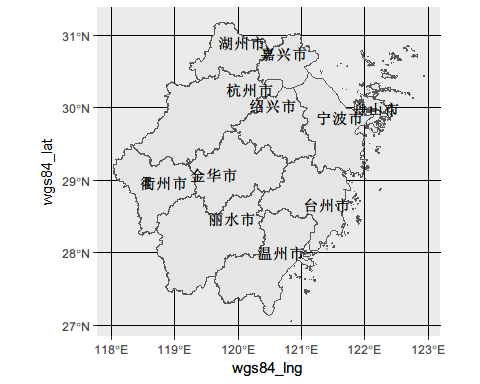 31°N
30°N
29°N
28°N
27°N
wgs84_lat
湖州市
嘉兴市
杭州市
绍兴市
宁波市
舟山市
衢州市
金华市
台州市
丽水市
温州市
118°E 119°E 120°E 121°E 122°E 123°E
wgs84_lng